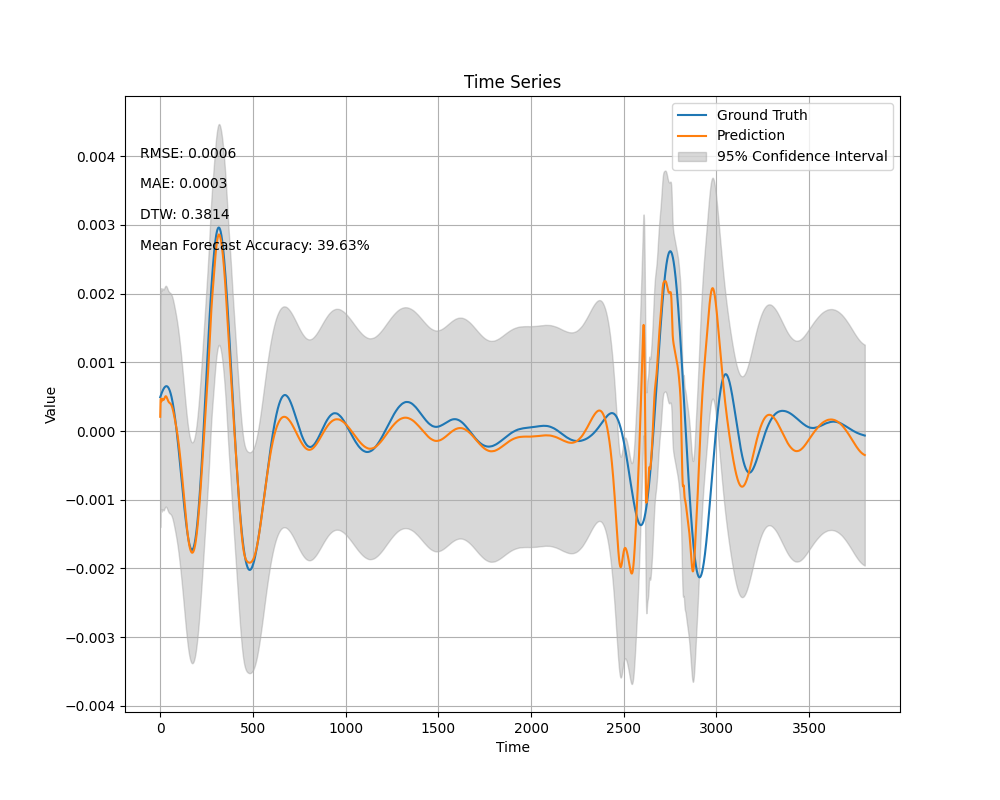 Time Series
Ground Truth
Prediction
95% Confidence Interval
RMSE: 0.0006
MAE: 0.0003
DTW: 0.3814
Mean Forecast Accuracy: 39.63%
Value
0.004
0.003
0.002
0.001
0.000
−0.001
−0.002
−0.003
−0.004
0 500 1000 1500 2000 2500 3000 3500
Time